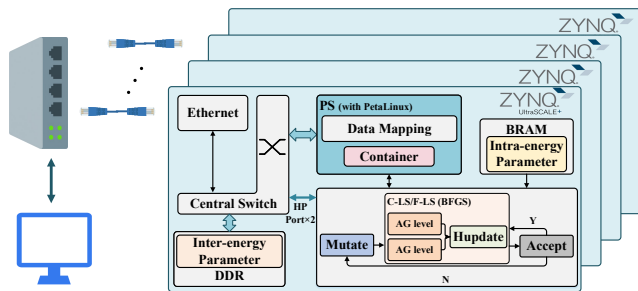 ZYNQ
ZYNQ
ZYNQ
ZYNQ
UltraSCALE+
Ethernet
PS (with PetaLinux)
Data Mapping
Container
BRAM
Intra-energy
Parameter
Central Switch
HP
Port×2
C-LS/F-LS (BFGS)
AG level
AG level
Hupdate
Mutate
Accept
Y
N
Inter-energy
Parameter
DDR